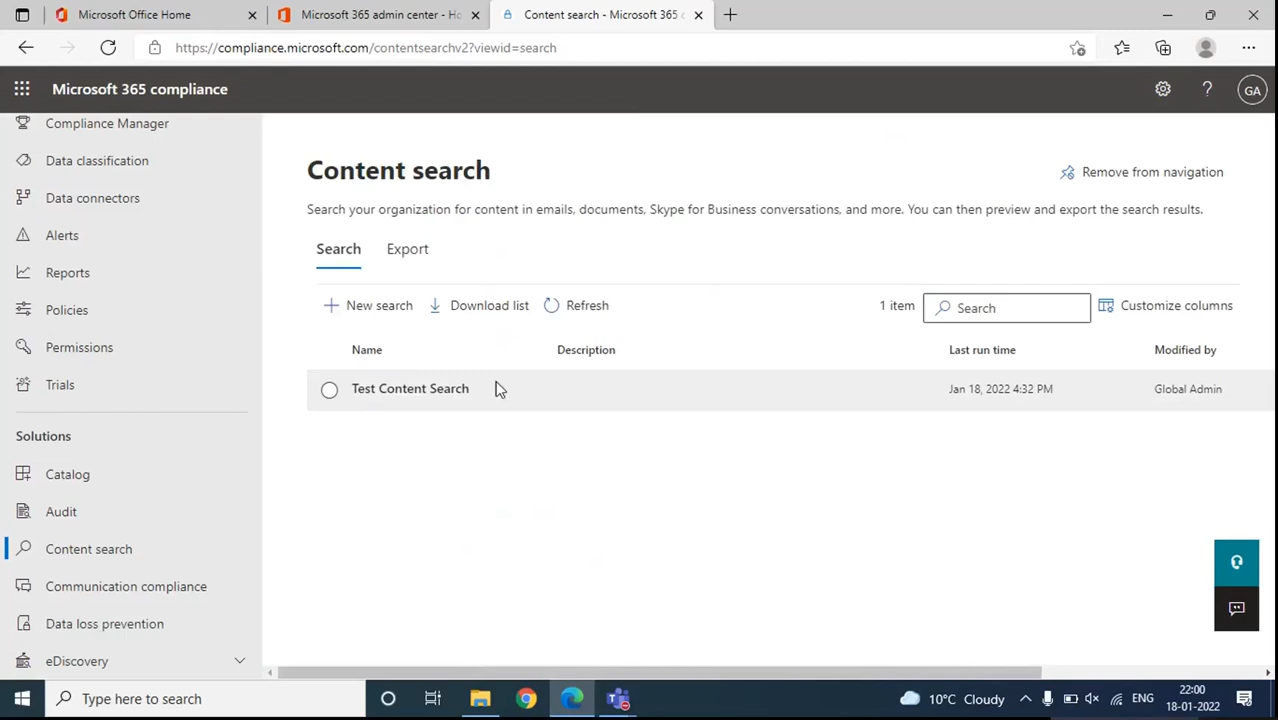 Microsoft Office Home
Microsoft 365 admin center - Ho
Content search - Microsoft 365 c
https://compliance.microsoft.com/contentsearchv2?viewid=search
Microsoft 365 compliance
GA
Compliance Manager
Data classification
Data connectors
Alerts
Reports
Policies
Permissions
Trials
Solutions
Catalog
Audit
Content search
Communication compliance
Data loss prevention
eDiscovery
Content search
Remove from navigation
Search your organization for content in emails, documents, Skype for Business conversations, and more. You can then preview and export the search results.
Search Export
New search Download list Refresh 1 item Search Customize columns
Name Description Last run time Modified by
Test Content Search Jan 18, 2022 4:32 PM Global Admin
Type here to search
10°C Cloudy
ENG
22:00
18-01-2022